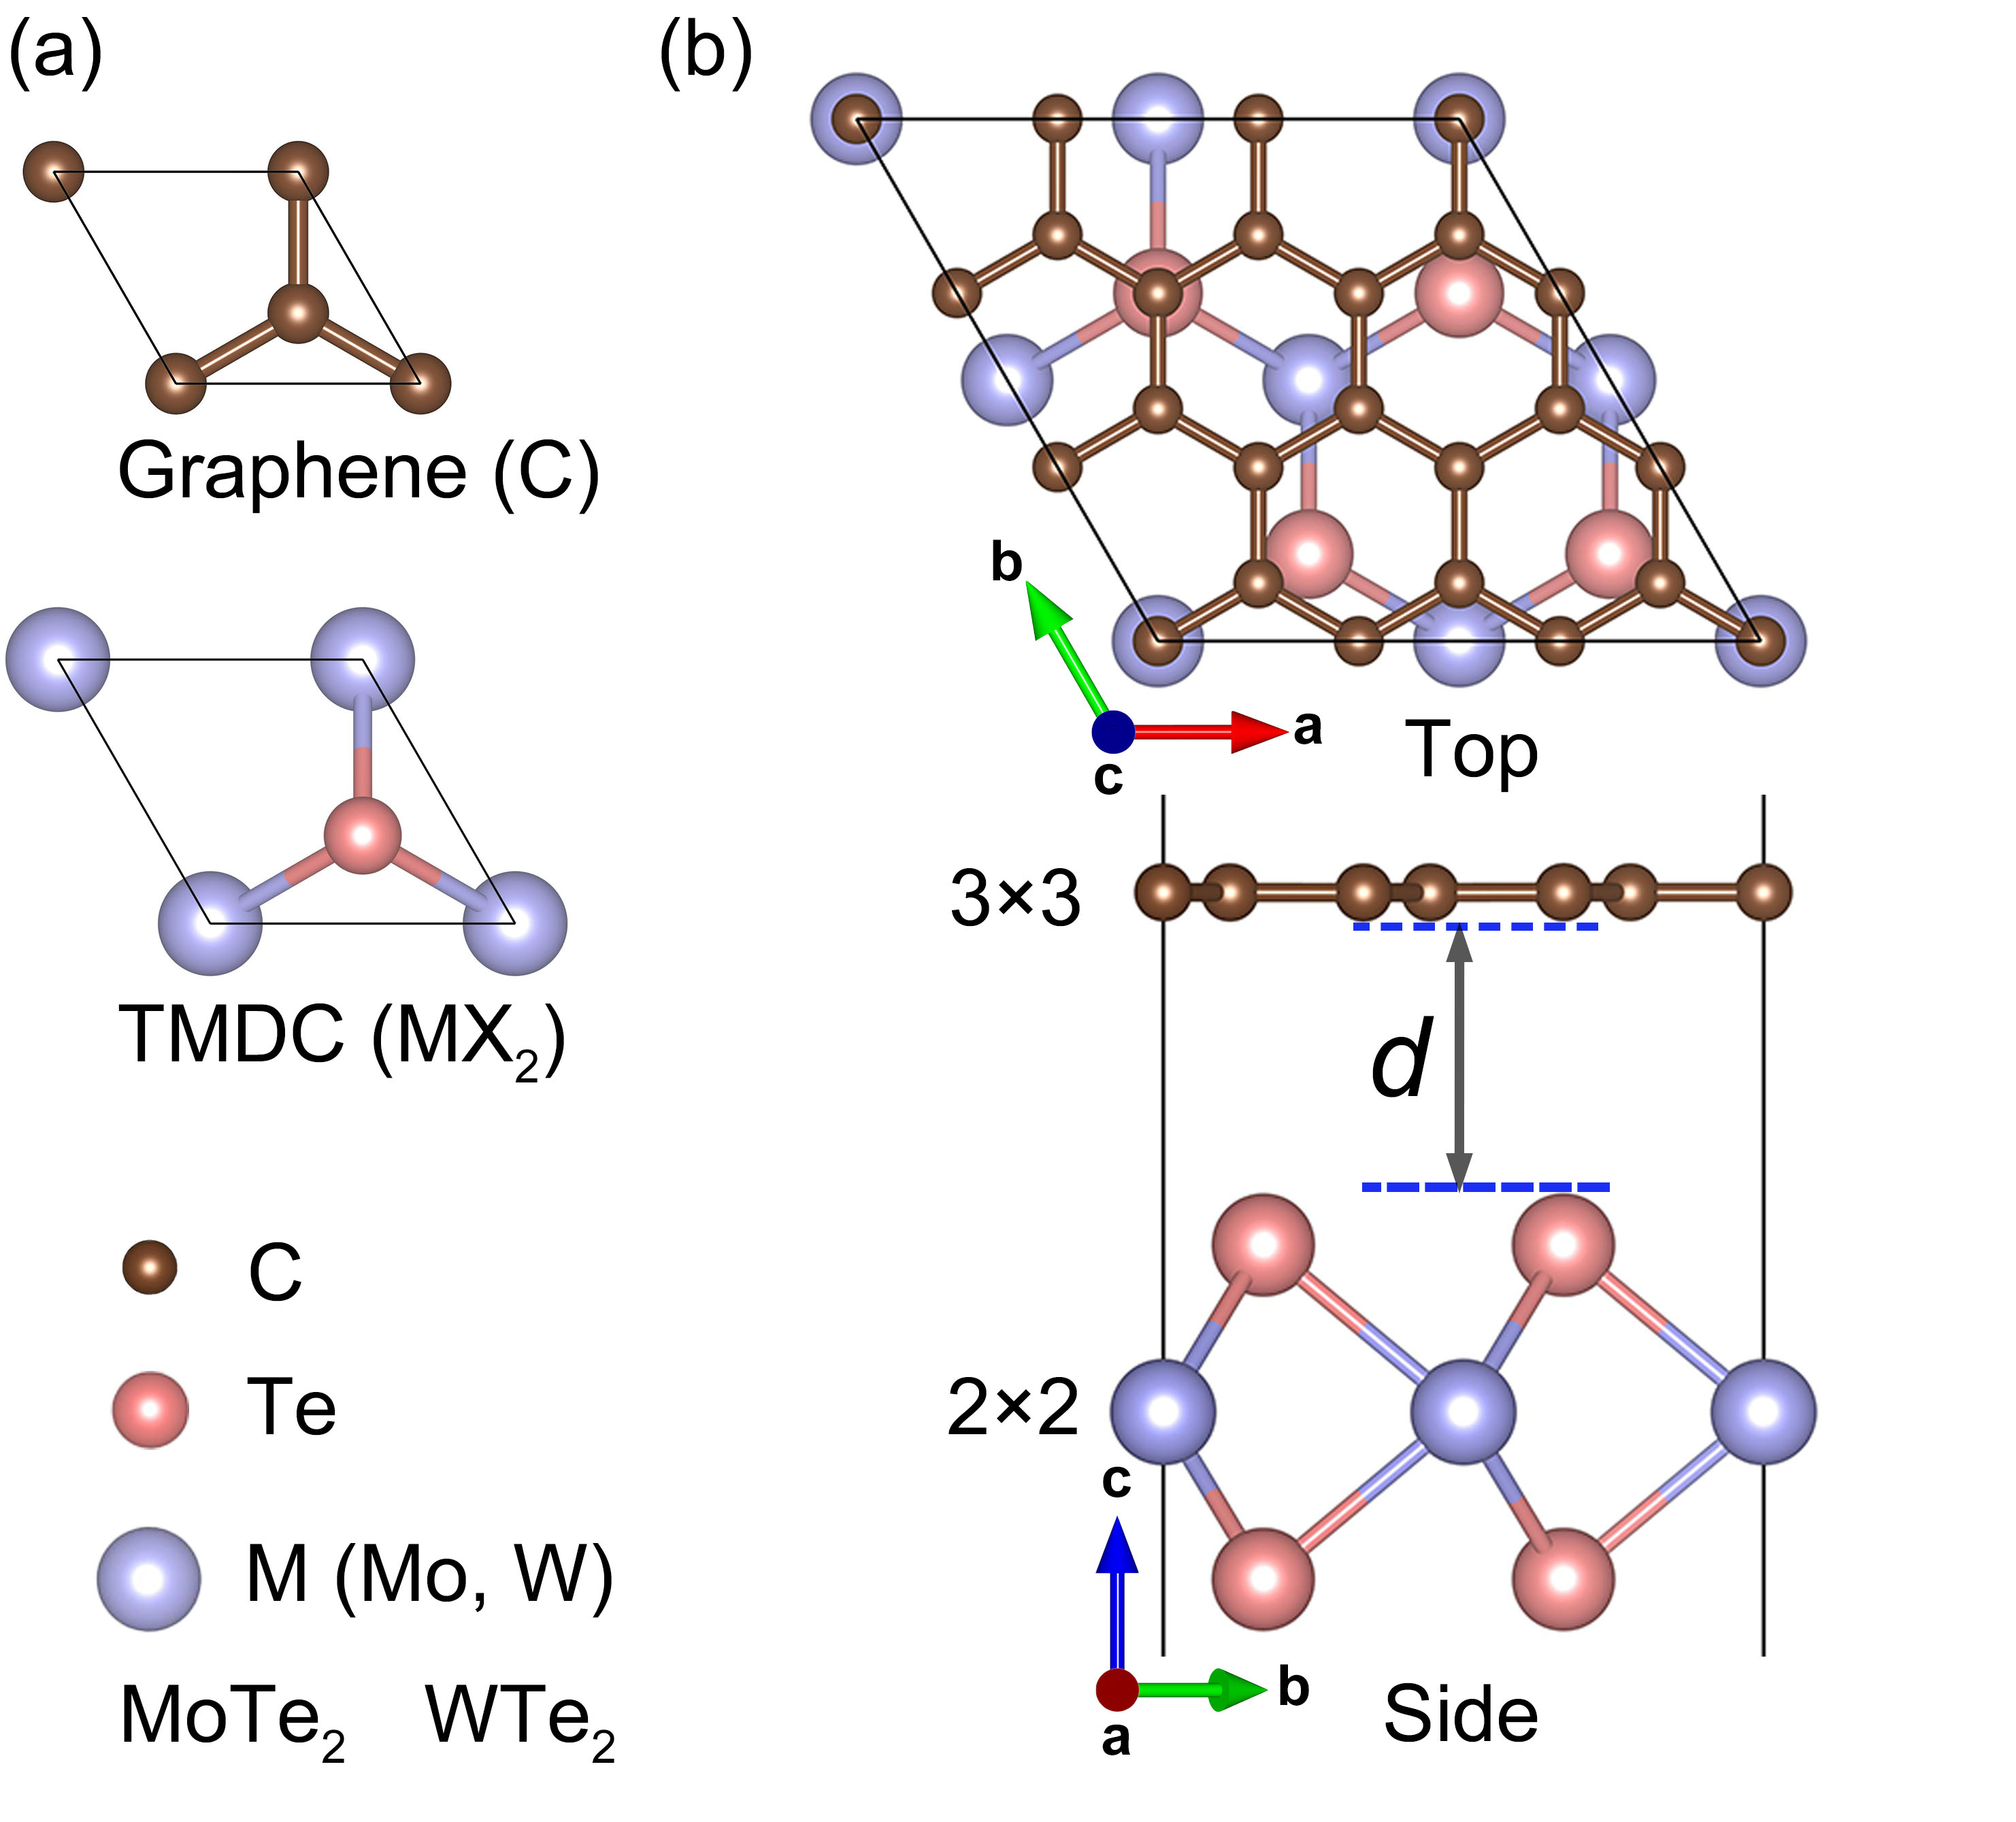 (a)
Graphene (C)
TMDC (MX₂)
C
Te
M (Mo, W)
MoTe₂ WTe₂
(b)
b
a
c
Top
3×3
d
2×2
c
b
a
Side